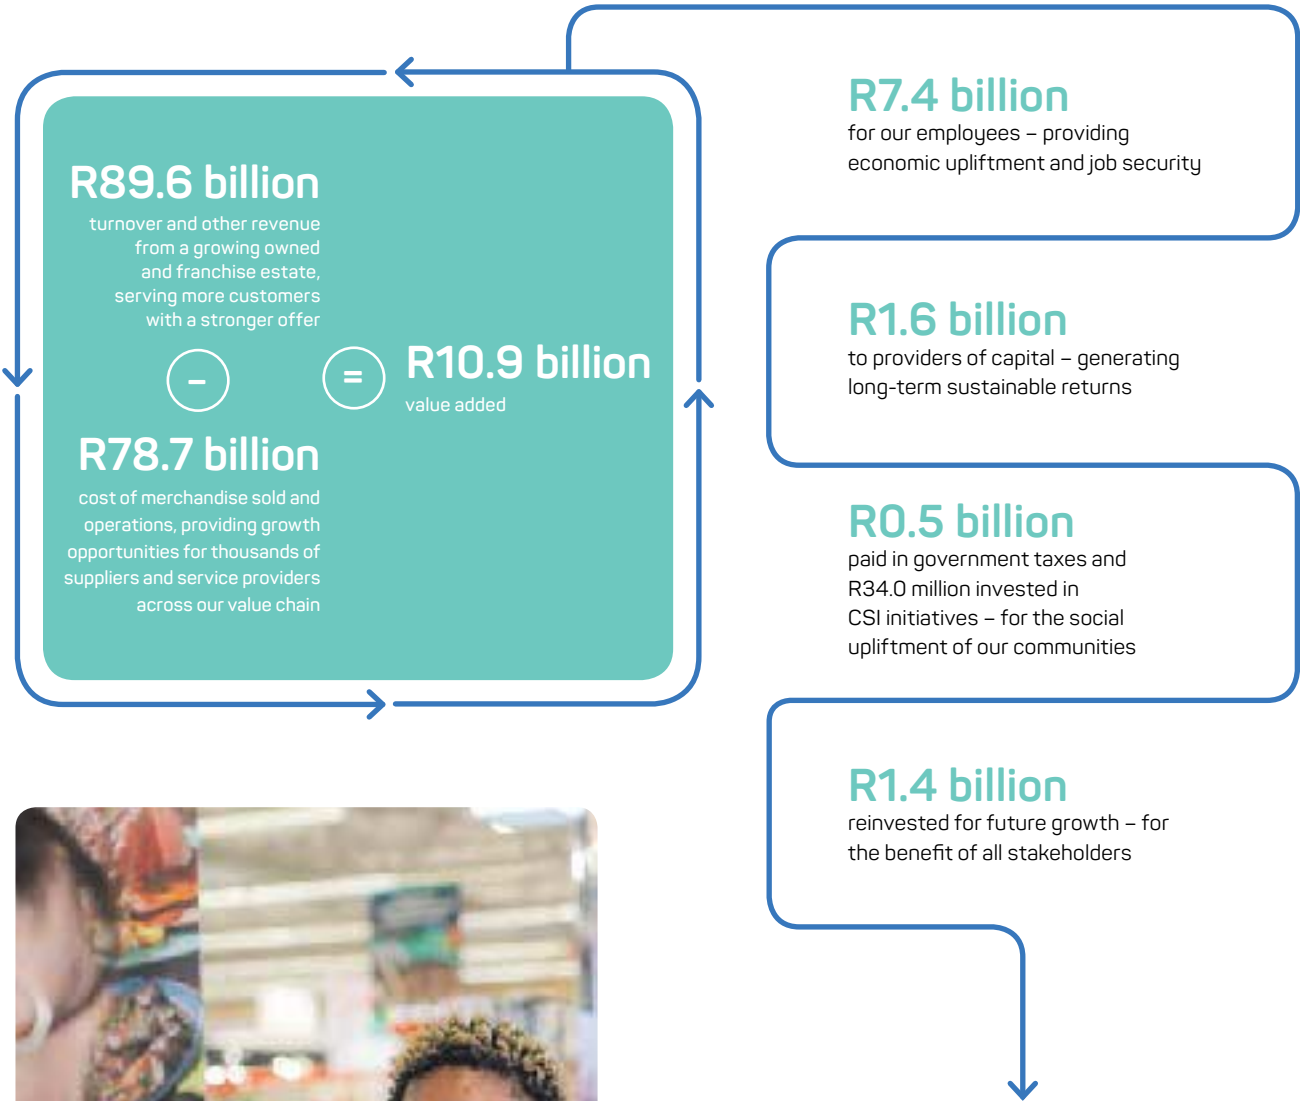 R89.6 billion
turnover and other revenue
from a growing owned
and franchise estate,
serving more customers
with a stronger offer
–
=
R10.9 billion
value added
R78.7 billion
cost of merchandise sold and
operations, providing growth
opportunities for thousands of
suppliers and service providers
across our value chain
R7.4 billion
for our employees – providing
economic upliftment and job security
R1.6 billion
to providers of capital – generating
long-term sustainable returns
R0.5 billion
paid in government taxes and
R34.0 million invested in
CSI initiatives – for the social
upliftment of our communities
R1.4 billion
reinvested for future growth – for
the benefit of all stakeholders